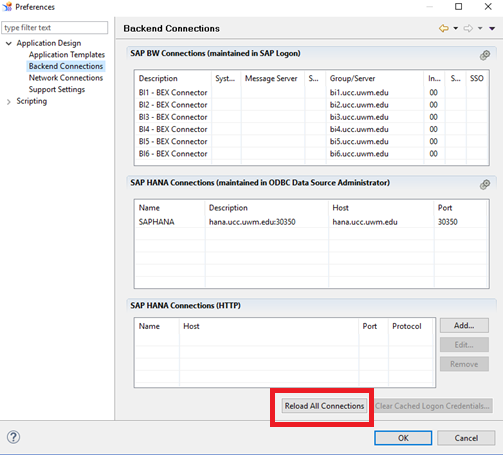 Preferences
type filter text
Application Design
Application Templates
Backend Connections
Network Connections
Support Settings
Scripting
Backend Connections
SAP BW Connections (maintained in SAP Logon)
Description Syst... Message Server S... Group/Server In... S... SSO
BI1 - BEX Connector bi1.ucc.uwm.edu 00
BI2 - BEX Connector bi2.ucc.uwm.edu 00
BI3 - BEX Connector bi3.ucc.uwm.edu 00
BI4 - BEX Connector bi4.ucc.uwm.edu 00
BI5 - BEX Connector bi5.ucc.uwm.edu 00
BI6 - BEX Connector bi6.ucc.uwm.edu 00
SAP HANA Connections (maintained in ODBC Data Source Administrator)
Name Description Host Port
SAPHANA hana.ucc.uwm.edu:30350 hana.ucc.uwm.edu 30350
SAP HANA Connections (HTTP)
Name Host Port Protocol
Add...
Edit...
Remove
Reload All Connections Clear Cached Logon Credentials...
OK Cancel